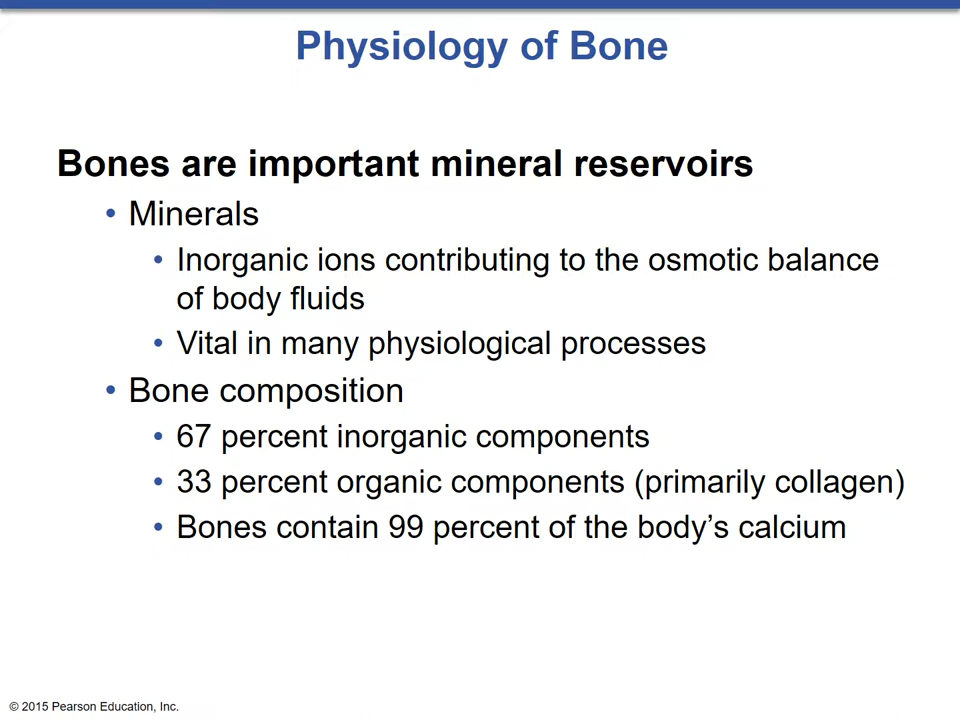 Physiology of Bone
Bones are important mineral reservoirs
• Minerals
• Inorganic ions contributing to the osmotic balance
of body fluids
• Vital in many physiological processes
• Bone composition
• 67 percent inorganic components
• 33 percent organic components (primarily collagen)
• Bones contain 99 percent of the body’s calcium
© 2015 Pearson Education, Inc.